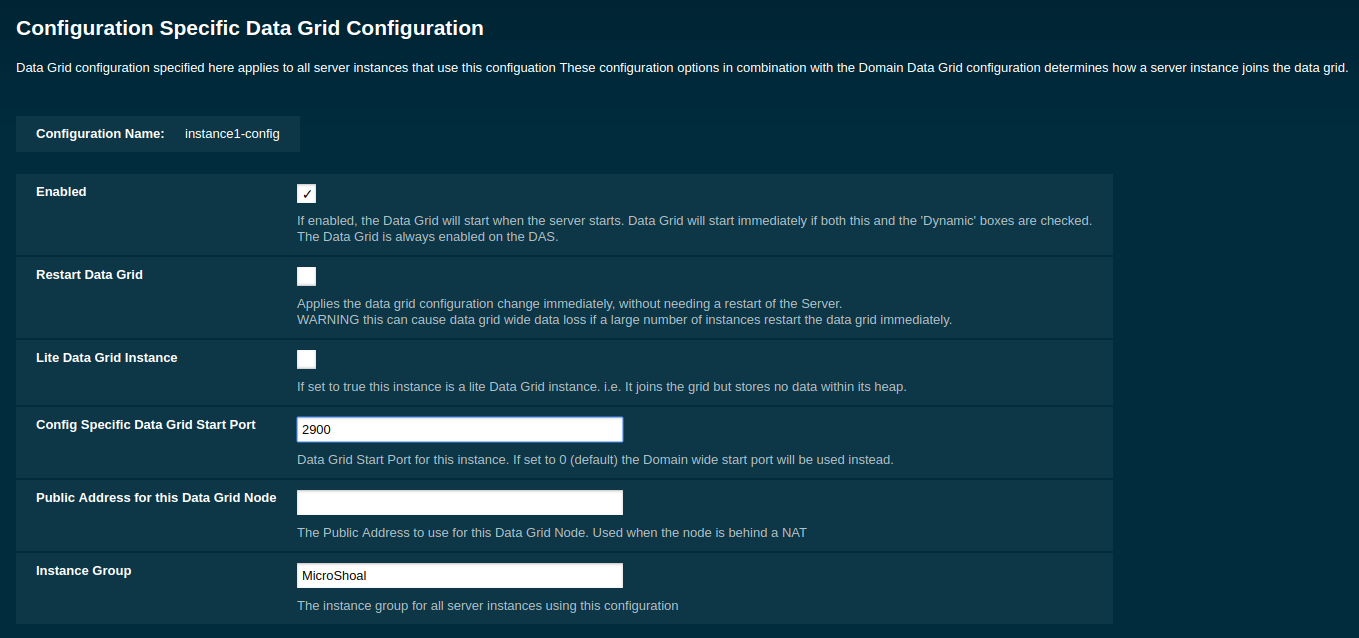 Configuration Specific Data Grid Configuration
Data Grid configuration specified here applies to all server instances that use this configuation These configuration options in combination with the Domain Data Grid configuration determines how a server instance joins the data grid.
Configuration Name: instance1-config
Enabled
✓
If enabled, the Data Grid will start when the server starts. Data Grid will start immediately if both this and the 'Dynamic' boxes are checked.
The Data Grid is always enabled on the DAS.
Restart Data Grid
Applies the data grid configuration change immediately, without needing a restart of the Server.
WARNING this can cause data grid wide data loss if a large number of instances restart the data grid immediately.
Lite Data Grid Instance
If set to true this instance is a lite Data Grid instance. i.e. It joins the grid but stores no data within its heap.
Config Specific Data Grid Start Port 2900
Data Grid Start Port for this instance. If set to 0 (default) the Domain wide start port will be used instead.
Public Address for this Data Grid Node
The Public Address to use for this Data Grid Node. Used when the node is behind a NAT
Instance Group MicroShoal
The instance group for all server instances using this configuration